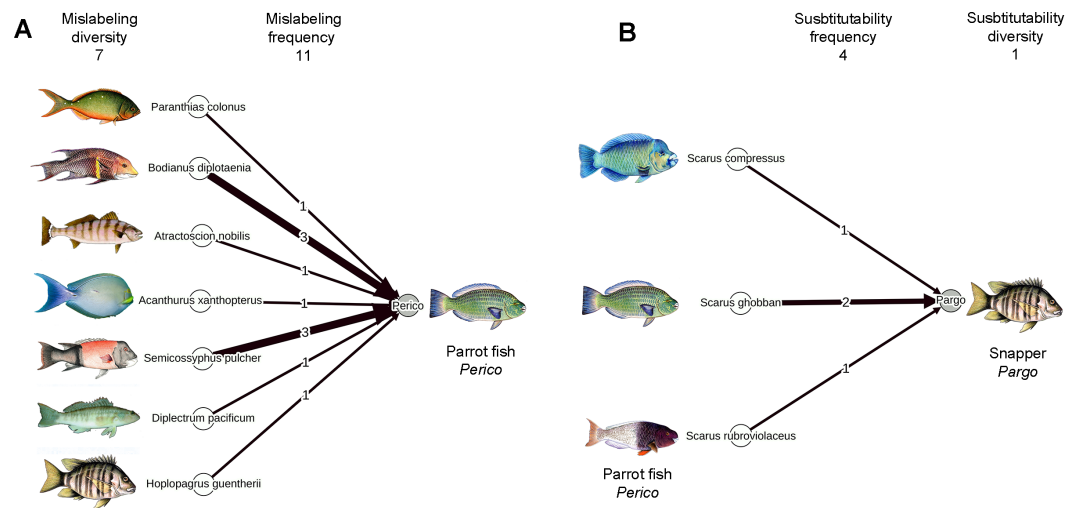 A
Mislabeling
diversity
7
Mislabeling
frequency
11
Paranthias colonus
Bodianus diplotaenia
Atractoscion nobilis
Acanthurus xanthopterus
Semicossyphus pulcher
Diplectrum pacificum
Hoplopagrus guentherii
1
3
1
1
3
1
1
Perico
Parrot fish
Perico
B
Susbtitutability
frequency
4
Susbtitutability
diversity
1
Scarus compressus
Scarus ghobban
Scarus rubroviolaceus
Parrot fish
Perico
1
2
1
Pargo
Snapper
Pargo